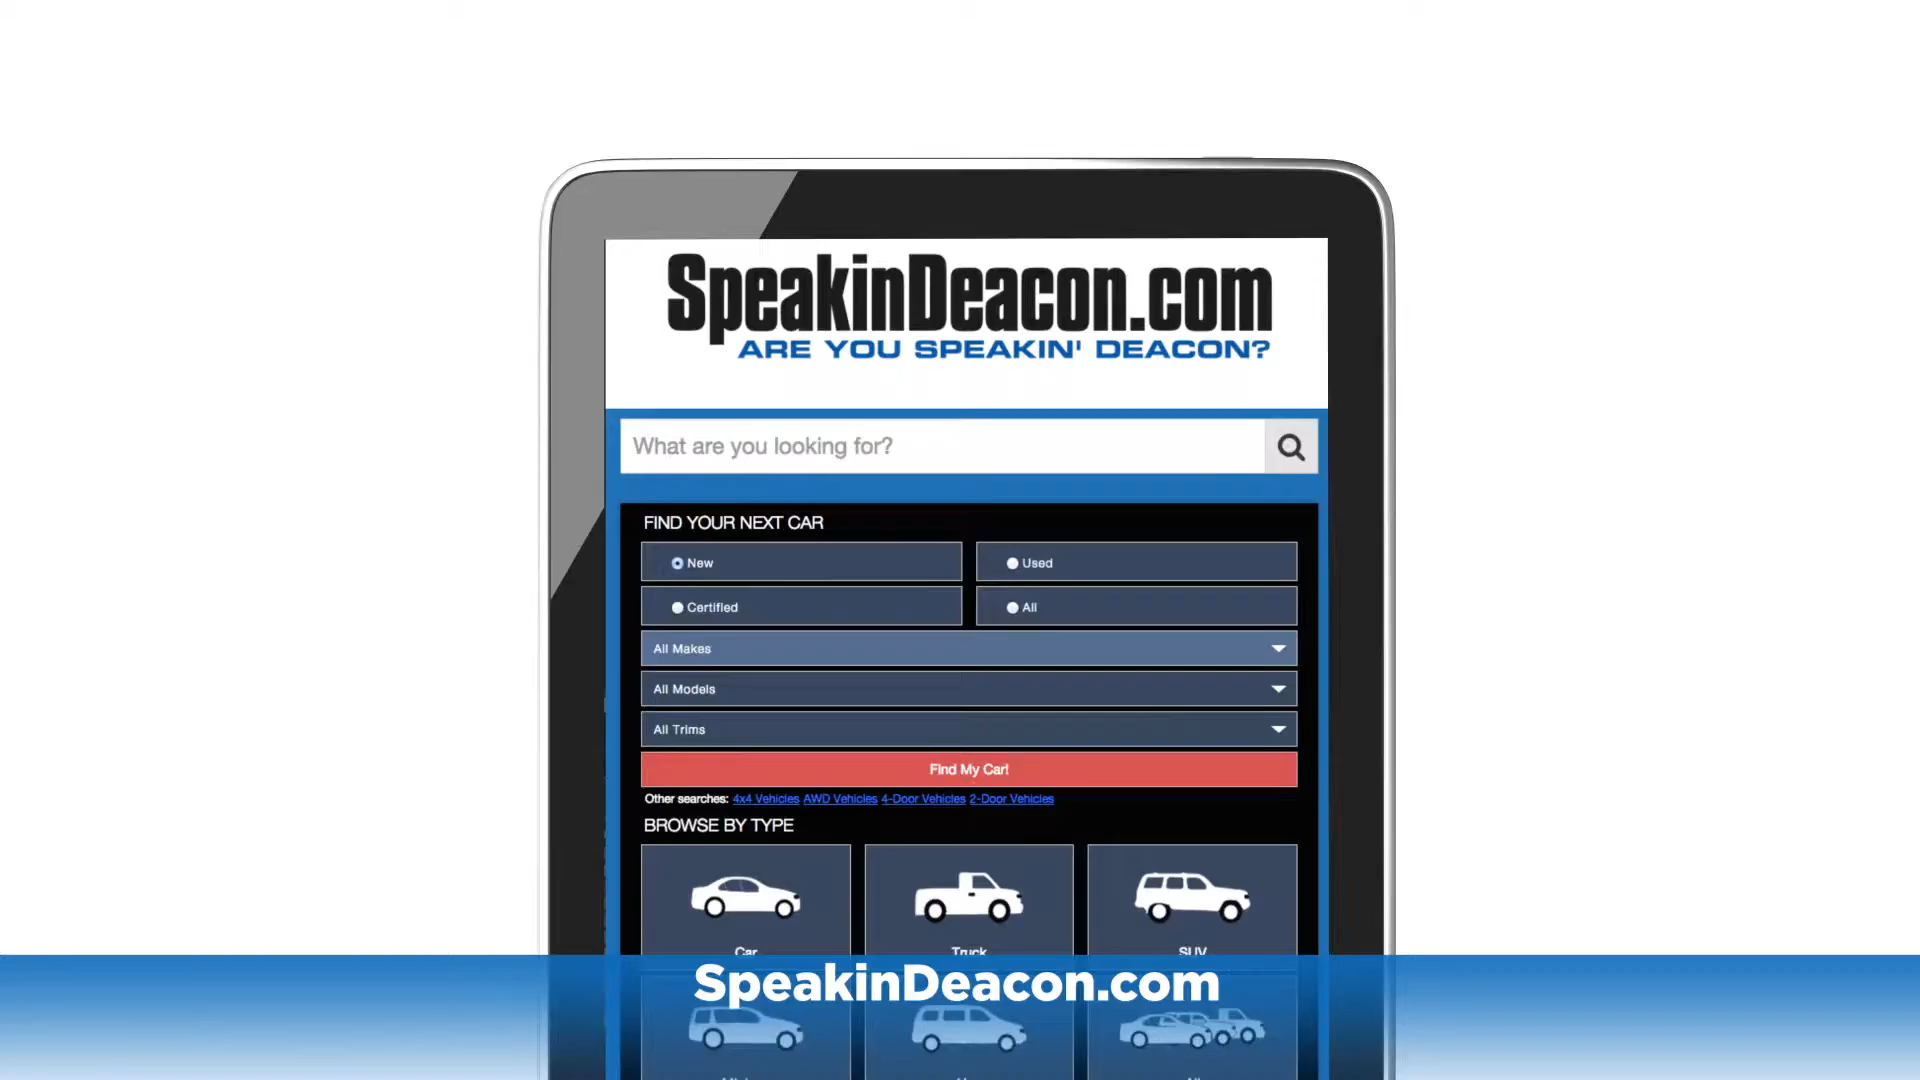 SpeakinDeacon.com
ARE YOU SPEAKIN' DEACON?
What are you looking for?
FIND YOUR NEXT CAR
New
Used
Certified
All
All Makes
All Models
All Trims
Find My Car!
Other searches: 4x4 Vehicles AWD Vehicles 4-Door Vehicles 2-Door Vehicles
BROWSE BY TYPE
Car
Truck
SUV
SpeakinDeacon.com